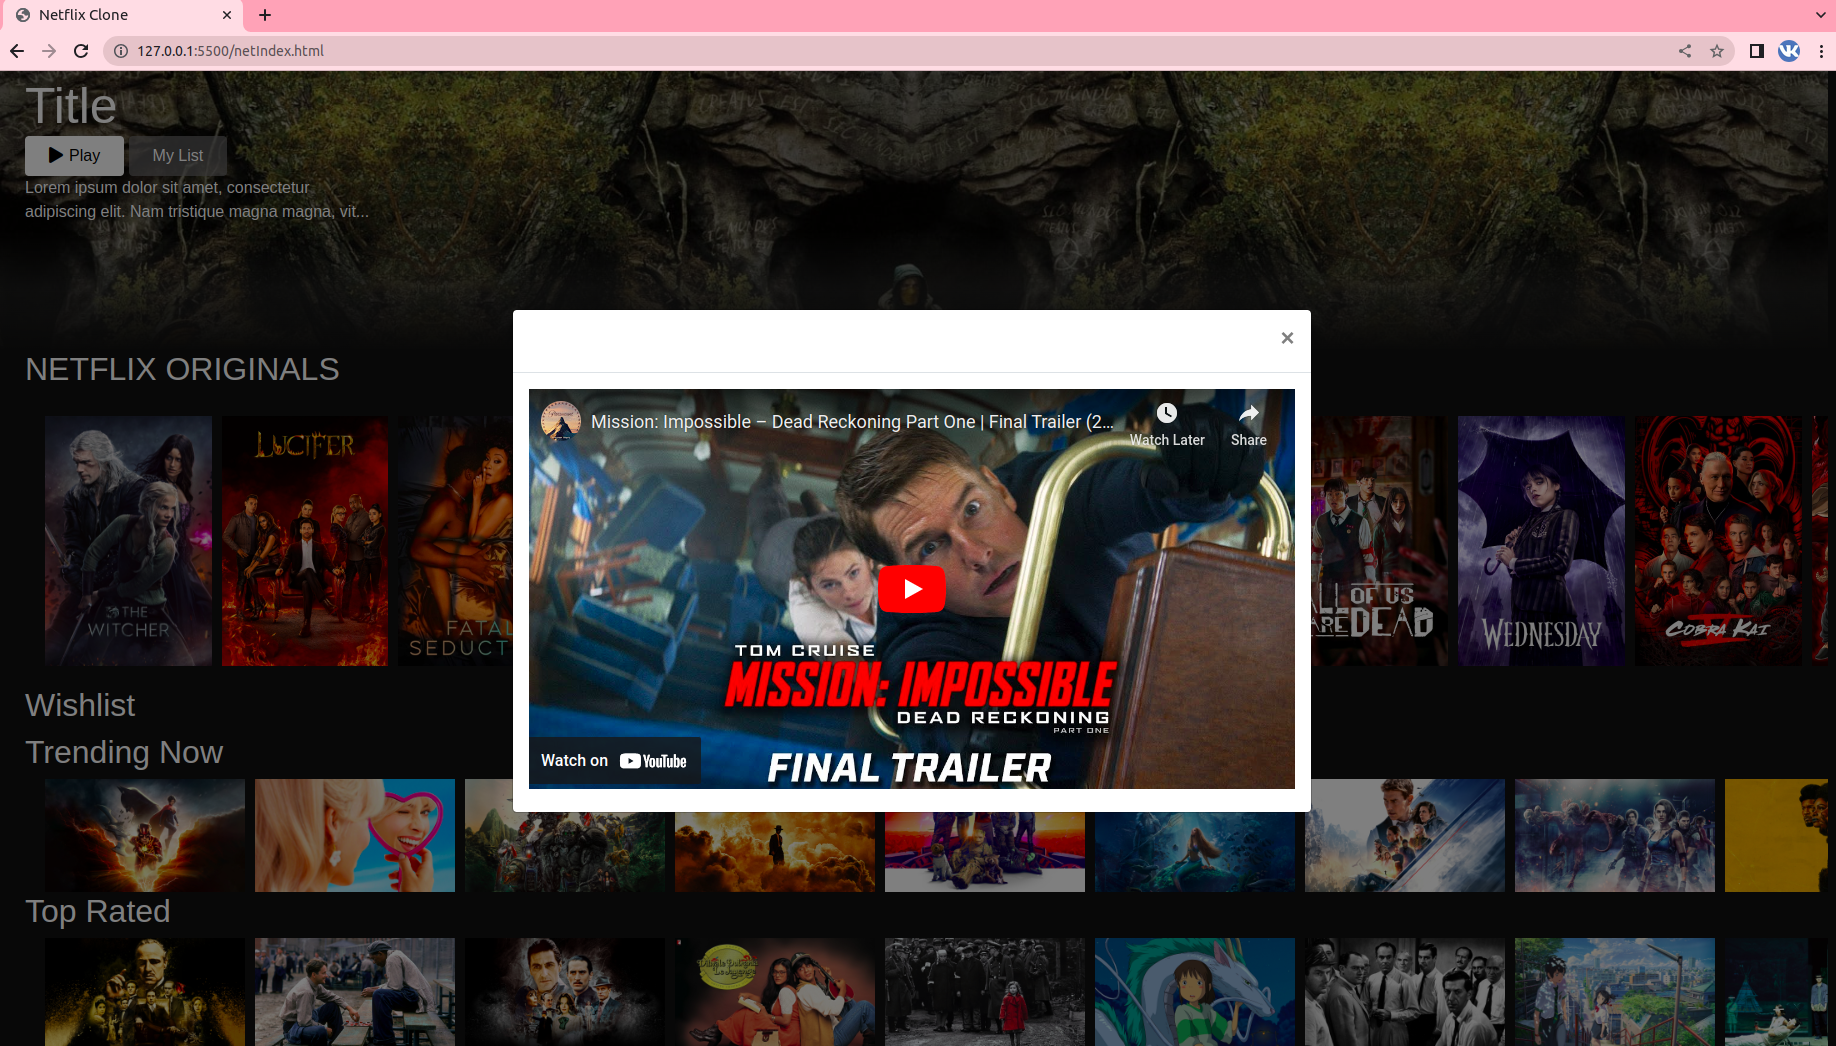 Netflix Clone
127.0.0.1:5500/netIndex.html
Title
Play
My List
Lorem ipsum dolor sit amet, consectetur
adipiscing elit. Nam tristique magna magna, vit...
NETFLIX ORIGINALS
THE
WITCHER
LUCIFER
FATAL
SEDUCT
Mission: Impossible – Dead Reckoning Part One | Final Trailer (2...
Watch Later
Share
TOM CRUISE
MISSION: IMPOSSIBLE
DEAD RECKONING
PART ONE
FINAL TRAILER
Watch on YouTube
LL OF US
ARE DEAD
WEDNESDAY
COBRA KAI
Wishlist
Trending Now
Top Rated